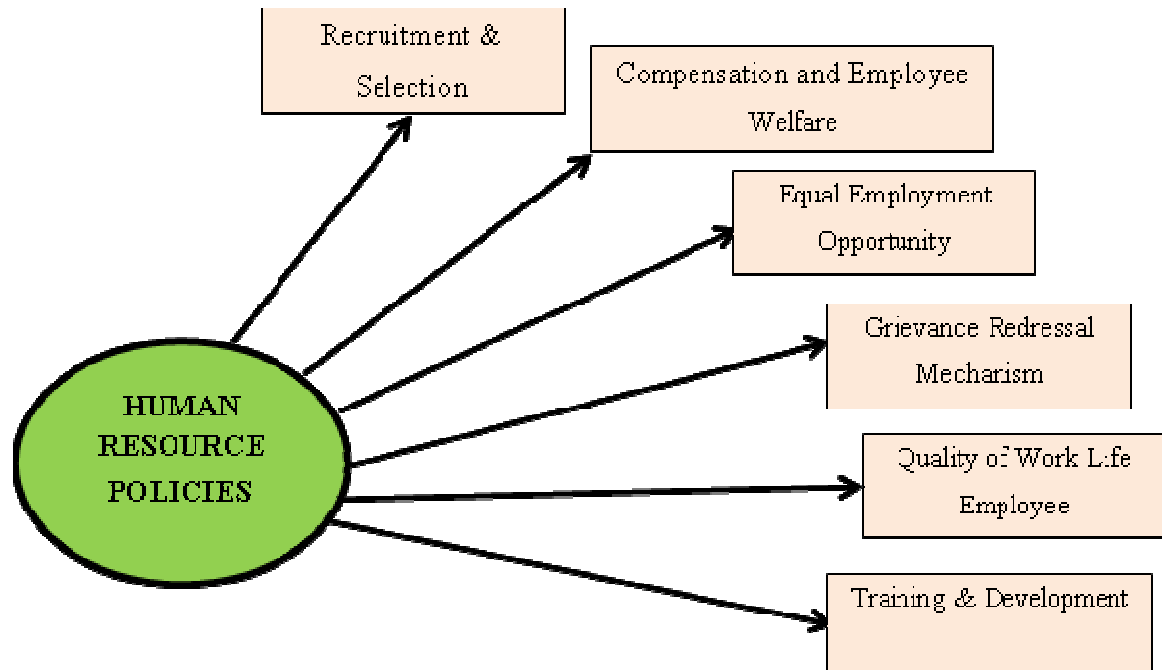 Recruitment &
Selection
Compensation and Employee
Welfare
Equal Employment
Opportunity
Grievance Redressal
Mecharism
Quality of Work Life
Employee
Training & Development
HUMAN
RESOURCE
POLICIES